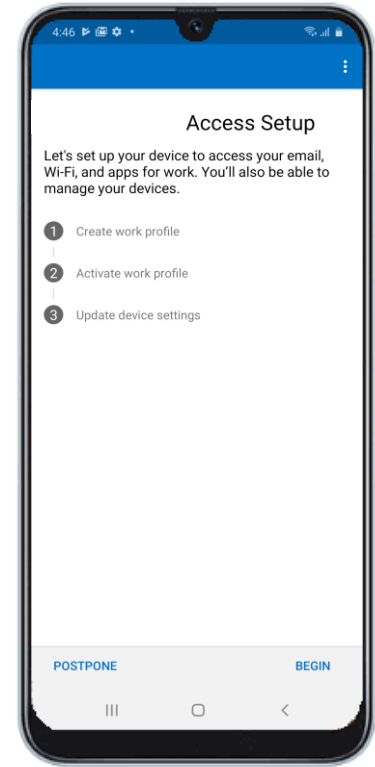 4:46
Access Setup
Let's set up your device to access your email,
Wi-Fi, and apps for work. You'll also be able to
manage your devices.
1 Create work profile
2 Activate work profile
3 Update device settings
POSTPONE BEGIN